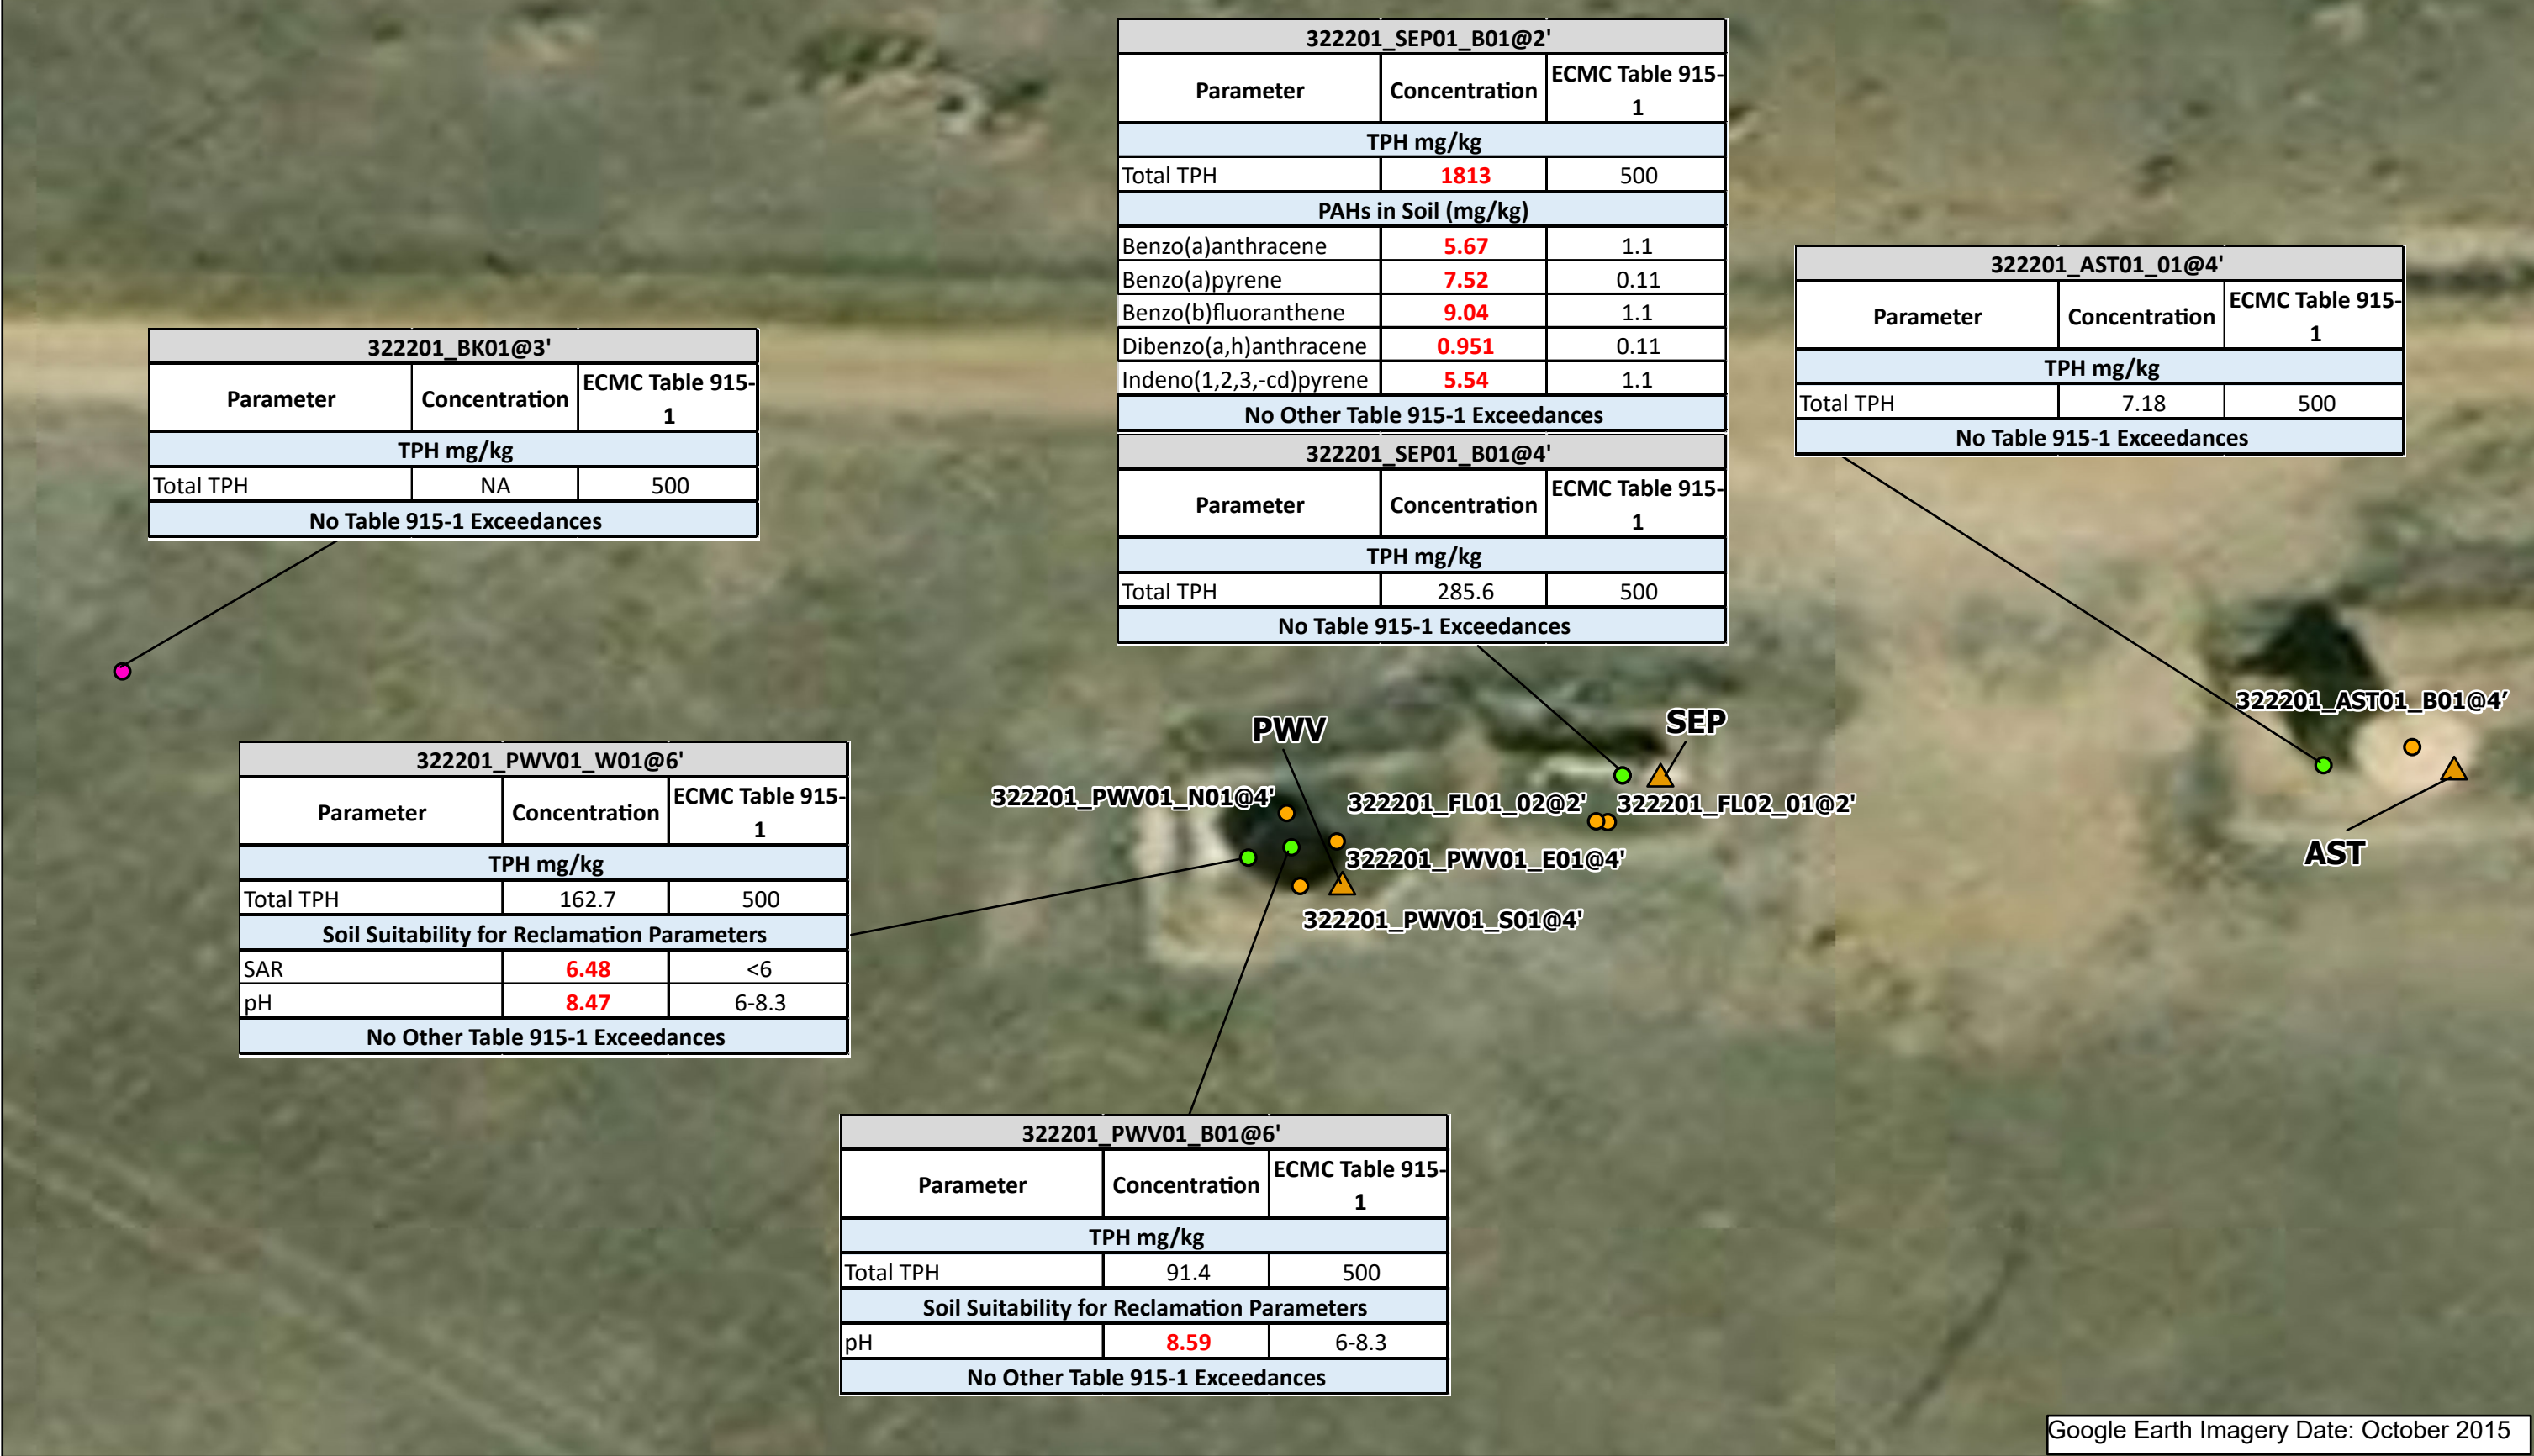 322201_SEP01_B01@2'
Parameter Concentration ECMC Table 915-
1
TPH mg/kg
Total TPH 1813 500
PAHs in Soil (mg/kg)
Benzo(a)anthracene 5.67 1.1
Benzo(a)pyrene 7.52 0.11
Benzo(b)fluoranthene 9.04 1.1
Dibenzo(a,h)anthracene 0.951 0.11
Indeno(1,2,3,-cd)pyrene 5.54 1.1
No Other Table 915-1 Exceedances
322201_SEP01_B01@4'
Parameter Concentration ECMC Table 915-
1
TPH mg/kg
Total TPH 285.6 500
No Table 915-1 Exceedances
322201_AST01_01@4'
Parameter Concentration ECMC Table 915-
1
TPH mg/kg
Total TPH 7.18 500
No Table 915-1 Exceedances
322201_BK01@3'
Parameter Concentration ECMC Table 915-
1
TPH mg/kg
Total TPH NA 500
No Table 915-1 Exceedances
322201_PWV01_W01@6'
Parameter Concentration ECMC Table 915-
1
TPH mg/kg
Total TPH 162.7 500
Soil Suitability for Reclamation Parameters
SAR 6.48 <6
pH 8.47 6-8.3
No Other Table 915-1 Exceedances
322201_AST01_B01@4’
PWV
SEP
322201_PWV01_N01@4'
322201_FL01_02@2'
322201_FL02_01@2'
322201_PWV01_E01@4'
AST
322201_PWV01_S01@4'
322201_PWV01_B01@6'
Parameter Concentration ECMC Table 915-
1
TPH mg/kg
Total TPH 91.4 500
Soil Suitability for Reclamation Parameters
pH 8.59 6-8.3
No Other Table 915-1 Exceedances
Google Earth Imagery Date: October 2015